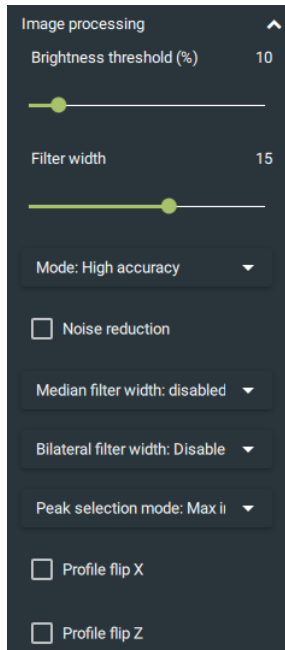 Image processing
Brightness threshold (%) 10
Filter width 15
Mode: High accuracy
Noise reduction
Median filter width: disabled
Bilateral filter width: Disable
Peak selection mode: Max
Profile flip X
Profile flip Z